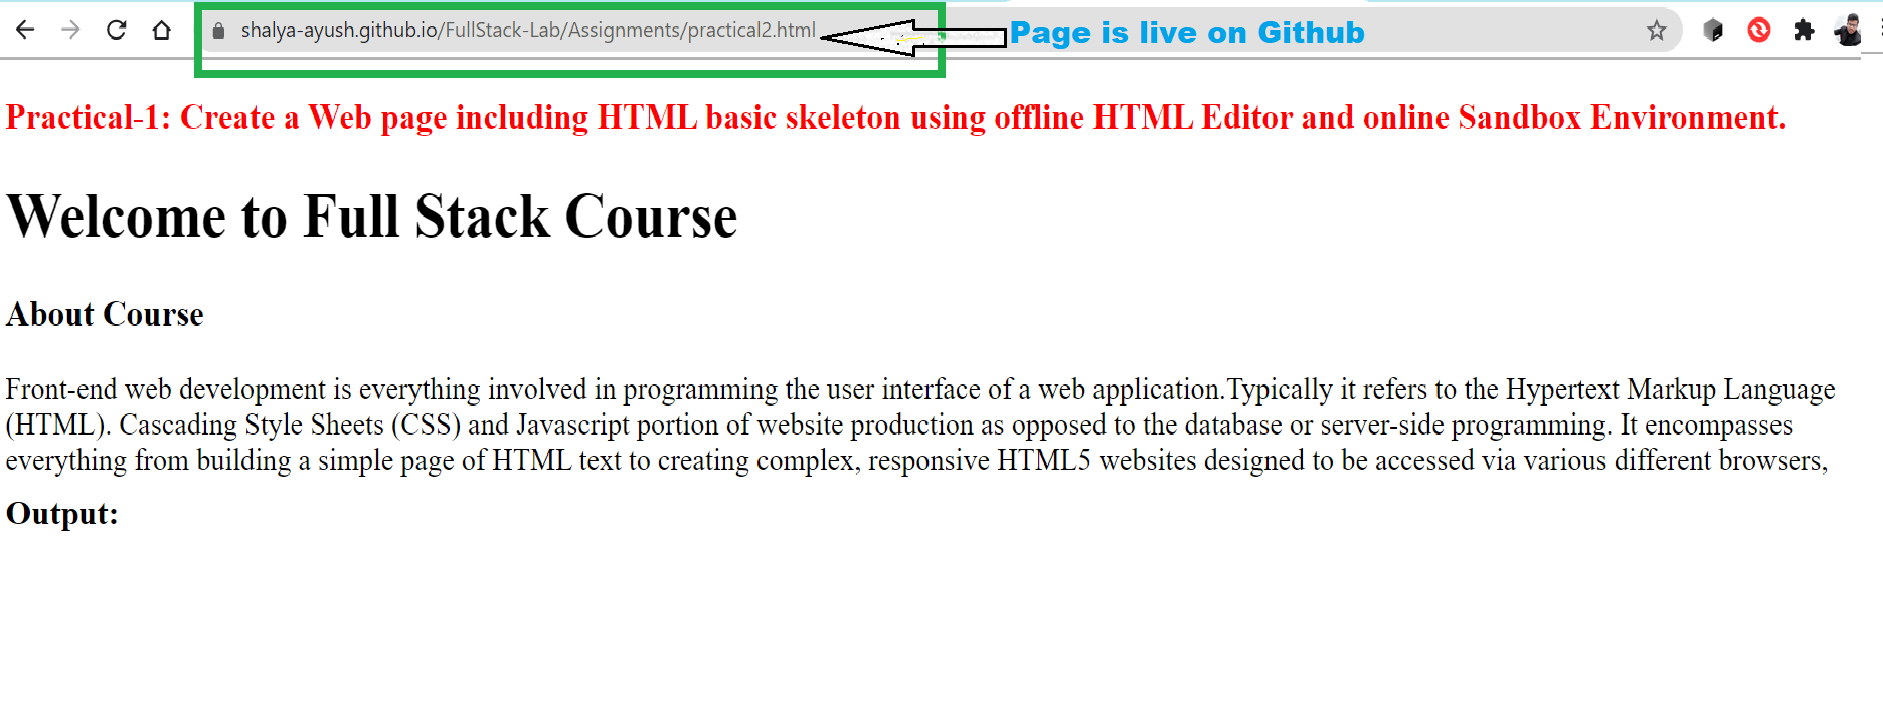 shalya-ayush.github.io/FullStack-Lab/Assignments/practical2.html
Page is live on Github
Practical-1: Create a Web page including HTML basic skeleton using offline HTML Editor and online Sandbox Environment.
Welcome to Full Stack Course
About Course
Front-end web development is everything involved in programming the user interface of a web application.Typically it refers to the Hypertext Markup Language
(HTML). Cascading Style Sheets (CSS) and Javascript portion of website production as opposed to the database or server-side programming. It encompasses
everything from building a simple page of HTML text to creating complex, responsive HTML5 websites designed to be accessed via various different browsers,
Output: